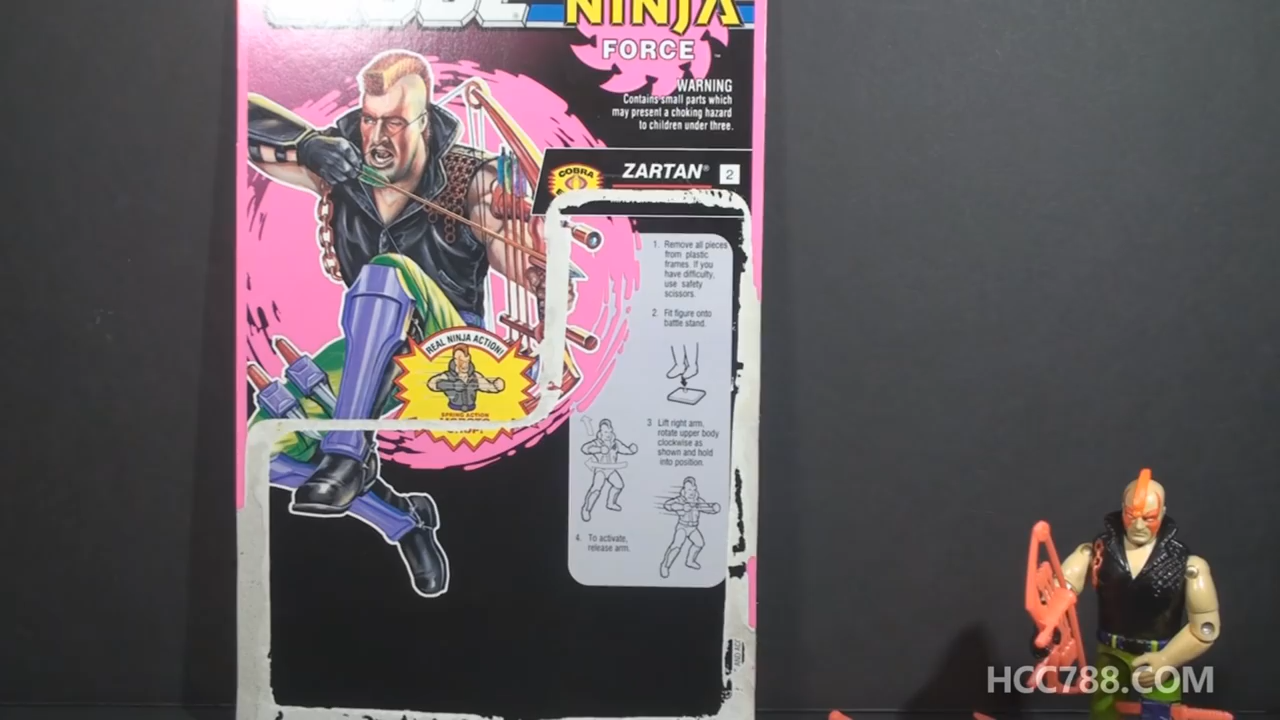 NINJA
FORCE
WARNING
Contains small parts which
may present a choking hazard
to children under three.
COBRA
ZARTAN® 2
1. Remove all pieces
from plastic
frames. If you
have difficulty,
use safety
scissors.
2. Fit figure onto
battle stand.
REAL NINJA ACTION!
SPRING ACTION
3 Lift right arm,
rotate upper body
clockwise as
shown and hold
into position.
4. To activate,
release arm.
HCC788.COM